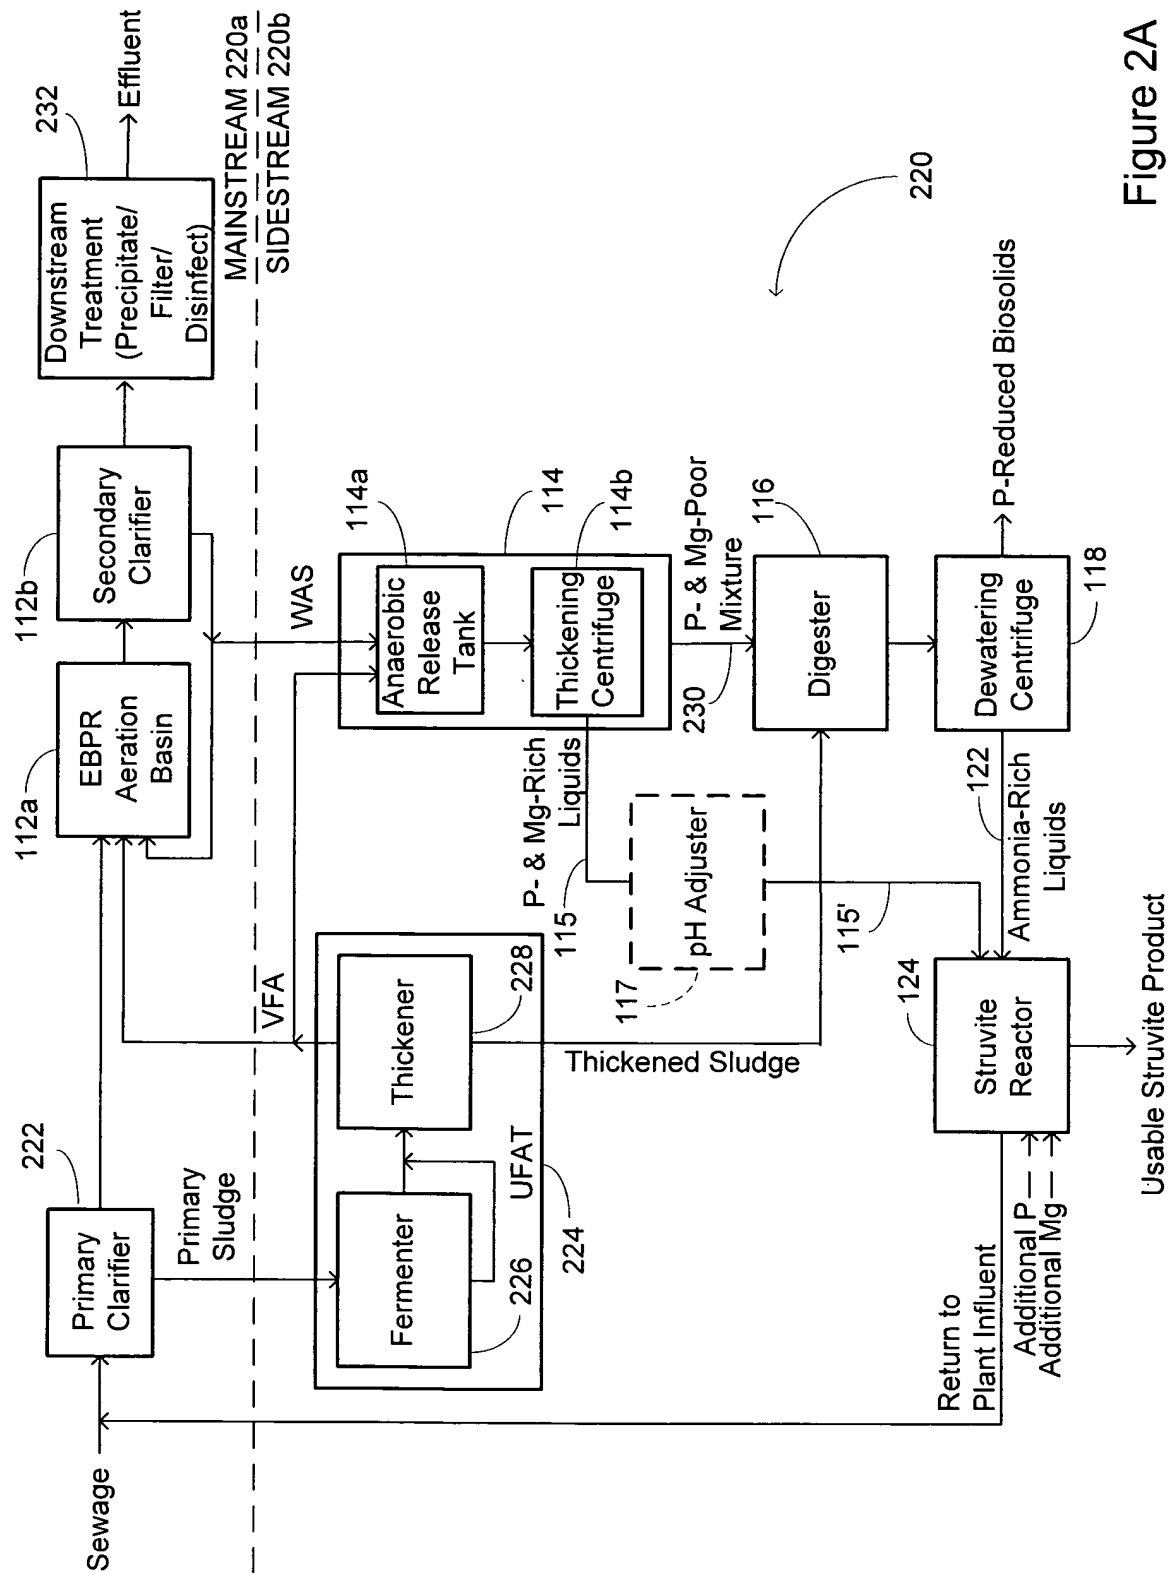 Sewage
222
Primary
Clarifier
112a
EBPR
Aeration
Basin
112b
Secondary
Clarifier
232
Downstream
Treatment
(Precipitate/
Filter/
Disinfect)
Effluent
MAINSTREAM 220a
SIDESTREAM 220b
Primary
Sludge
VFA
WAS
Fermenter
226
Thickener
228
UFAT
224
Thickened Sludge
114a
Anaerobic
Release
Tank
114
114b
Thickening
Centrifuge
P- & Mg-Rich
Liquids
115
pH Adjuster
117
115'
P- & Mg-Poor
Mixture
230
116
Digester
220
Return to
Plant Influent
Additional P
Additional Mg
124
Struvite
Reactor
122
Ammonia-Rich
Liquids
Dewatering
Centrifuge
118
P-Reduced Biosolids
Usable Struvite Product
Figure 2A